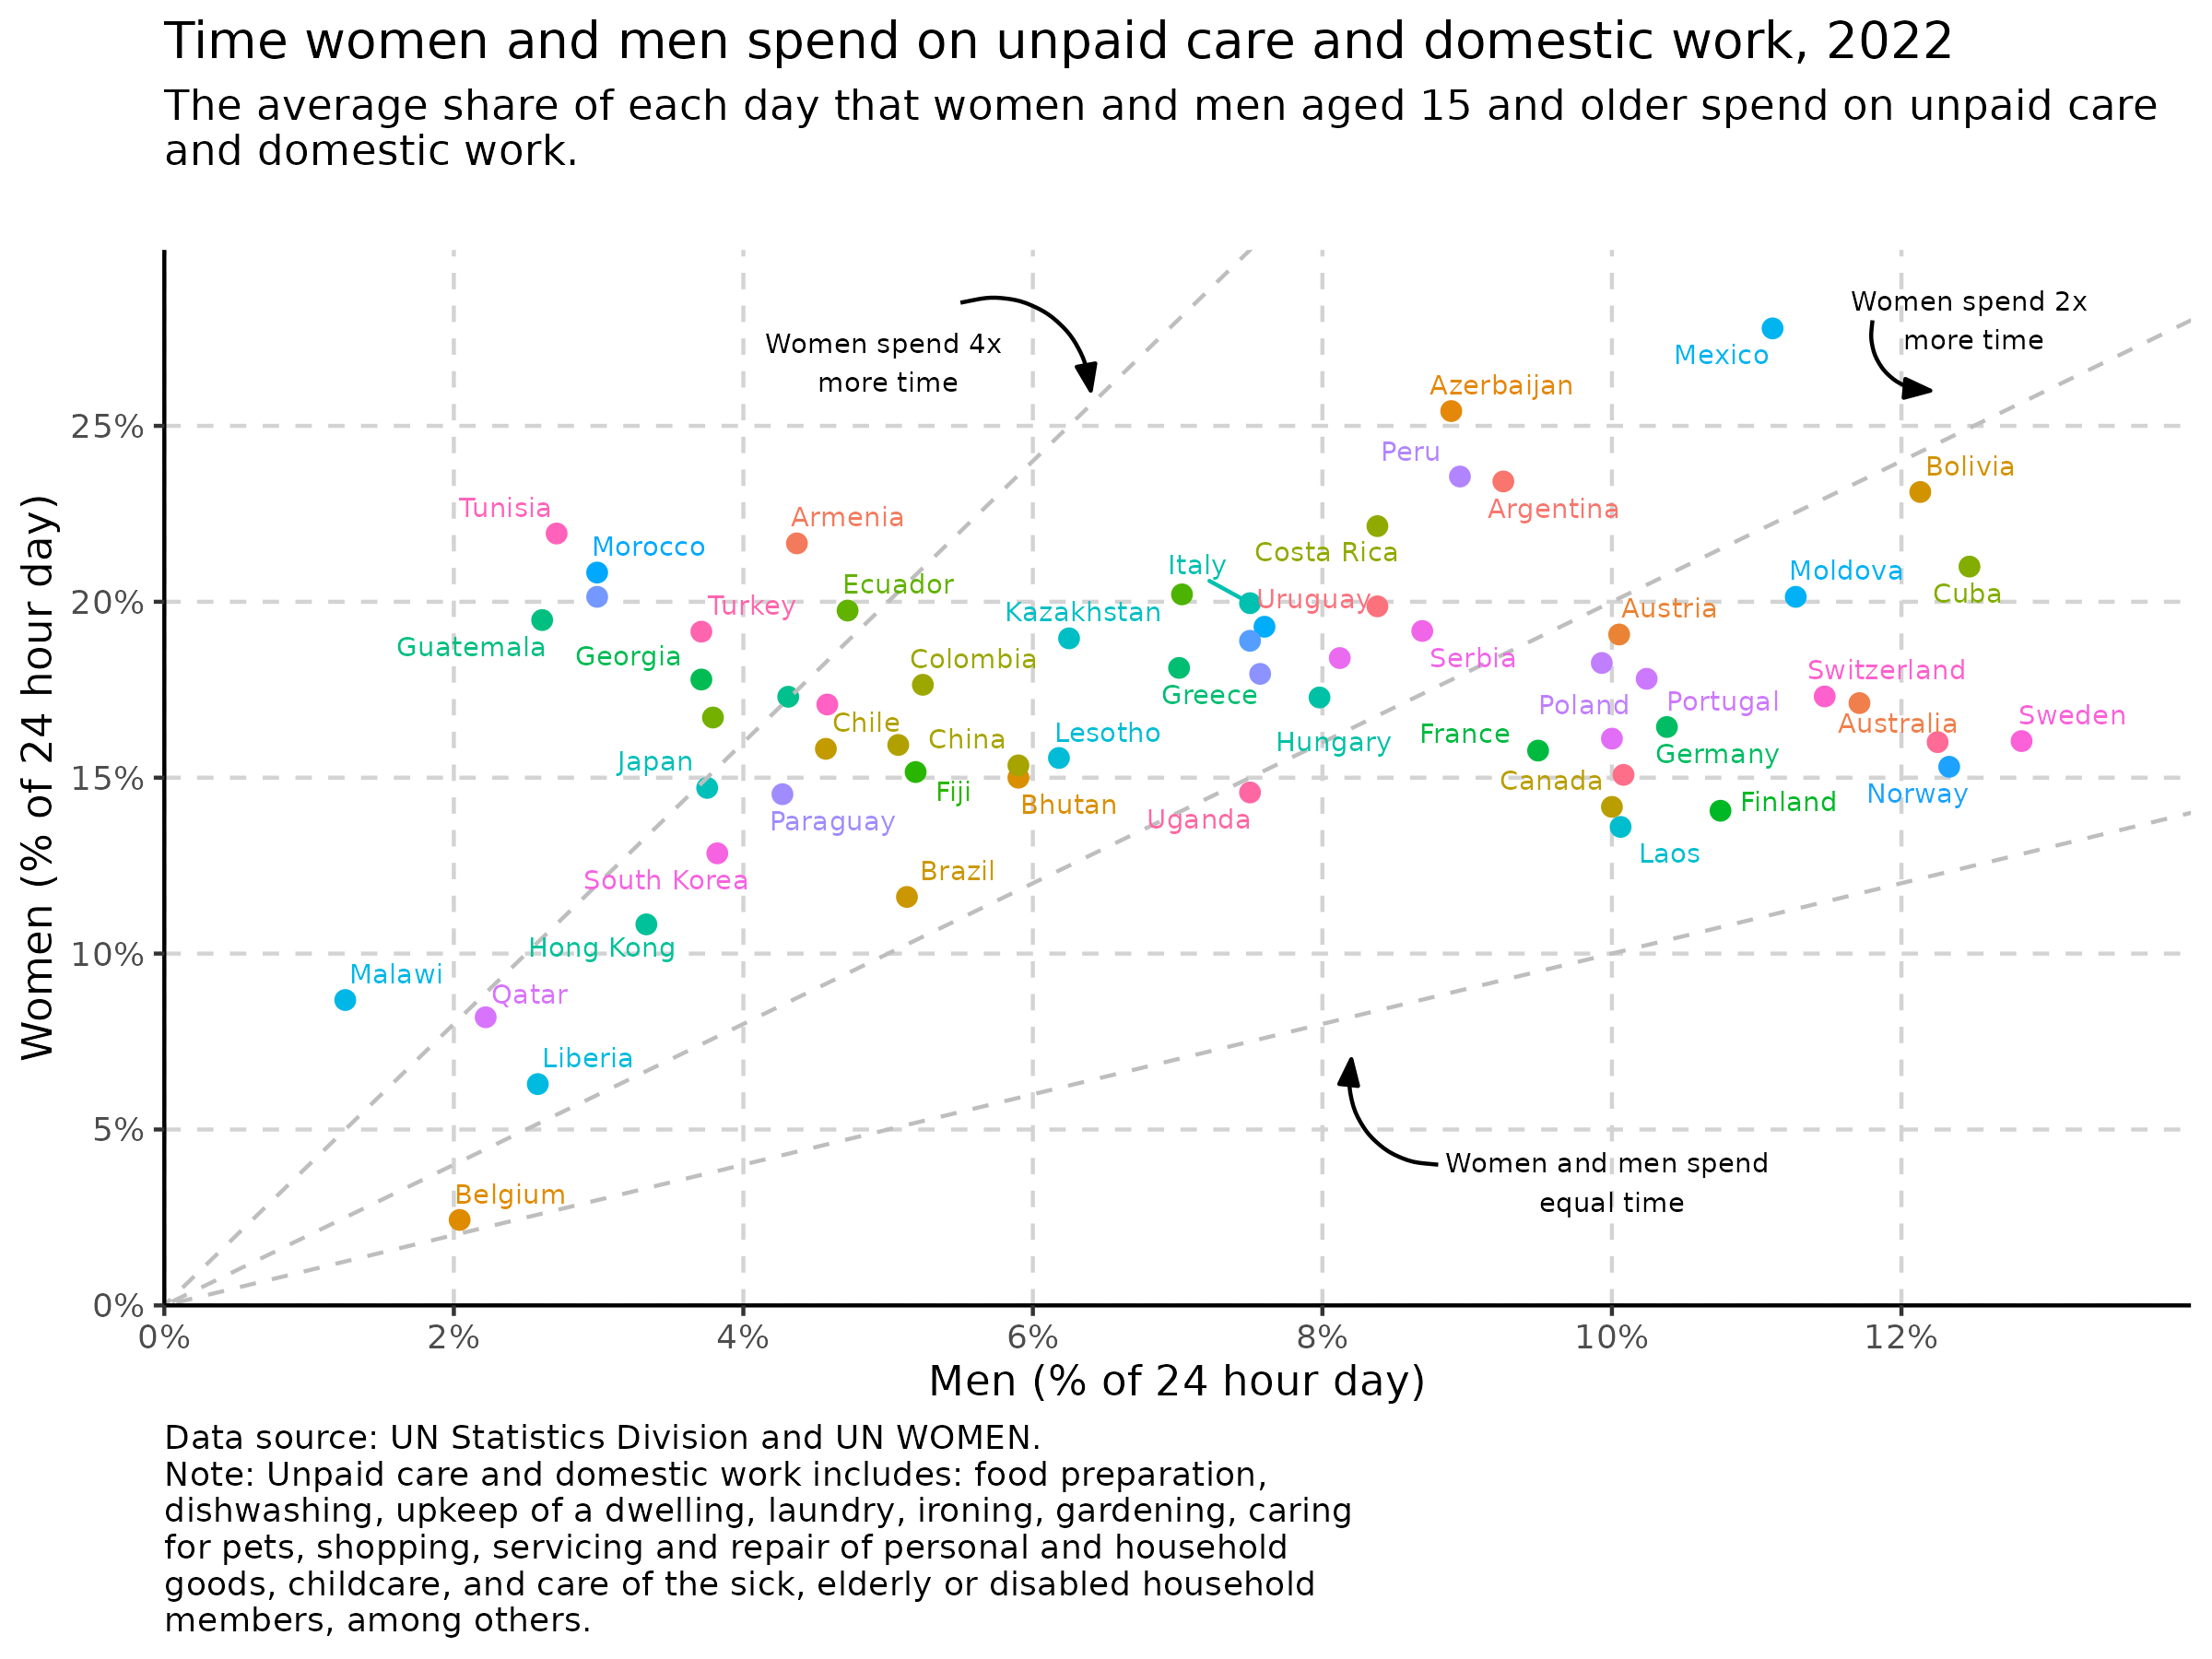 Time women and men spend on unpaid care and domestic work, 2022
The average share of each day that women and men aged 15 and older spend on unpaid care
and domestic work.
Women (% of 24 hour day)
25%
20%
15%
10%
5%
0%
Women spend 4x
more time
Women spend 2x
more time
Mexico
Azerbaijan
Peru
Bolivia
Tunisia
Argentina
Armenia
Morocco
Costa Rica
Italy
Moldova
Ecuador
Cuba
Uruguay
Turkey
Kazakhstan
Austria
Guatemala
Georgia
Colombia
Serbia
Switzerland
Greece
Portugal
Poland
Sweden
Chile
Australia
China
Lesotho
France
Hungary
Germany
Japan
Canada
Fiji
Norway
Bhutan
Finland
Paraguay
Uganda
Laos
South Korea
Brazil
Hong Kong
Malawi
Qatar
Liberia
Women and men spend
equal time
Belgium
0%
2%
4%
6%
8%
10%
12%
Men (% of 24 hour day)
Data source: UN Statistics Division and UN WOMEN.
Note: Unpaid care and domestic work includes: food preparation,
dishwashing, upkeep of a dwelling, laundry, ironing, gardening, caring
for pets, shopping, servicing and repair of personal and household
goods, childcare, and care of the sick, elderly or disabled household
members, among others.